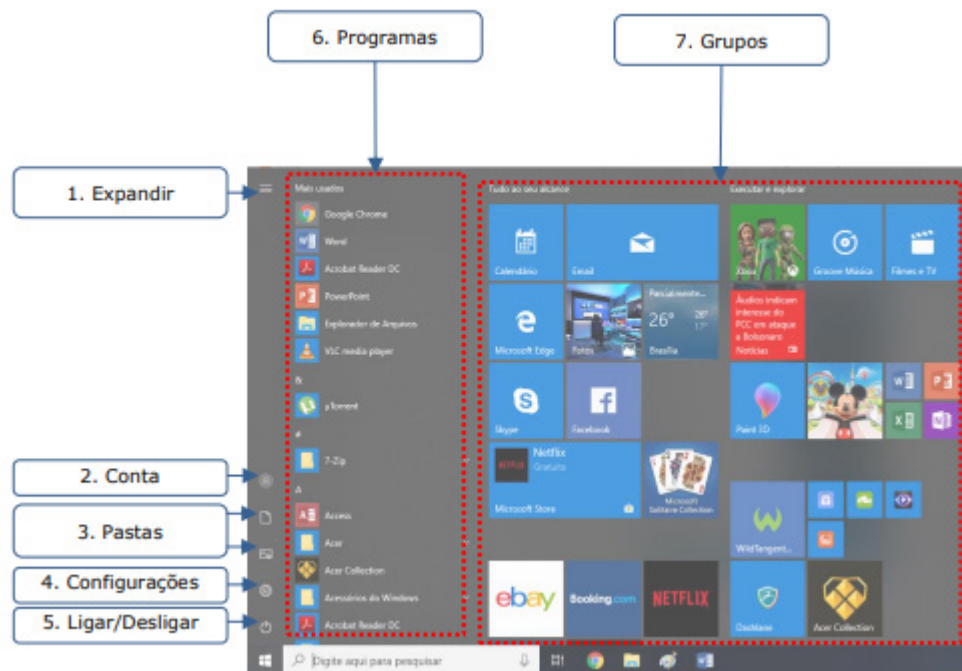 6. Programas
7. Grupos
1. Expandir
2. Conta
3. Pastas
4. Configurações
5. Ligar/Desligar
Mais usados
Google Chrome
Word
Acrobat Reader DC
PowerPoint
Explorador de Arquivos
VLC media player
&
µTorrent
#
7-Zip
A
Access
Acer
Acer Collection
Acessórios do Windows
Acrobat Reader DC
Tudo ao seu alcance
Calendário
Email
Microsoft Edge
Fotos
Parcialmente...
26° 28°
17°
Brasília
Skype
Facebook
NETFLIX
Netflix
Gratuito
Microsoft Store
Microsoft
Solitaire Collection
ebay
Booking.com
NETFLIX
Executar e explorar
Xbox
Groove Música
Filmes e TV
Áudios indicam
interesse do
PCC em ataque
a Bolsonaro
Notícias
Paint 3D
WildTangent...
Dashlane
Acer Collection
Digite aqui para pesquisar